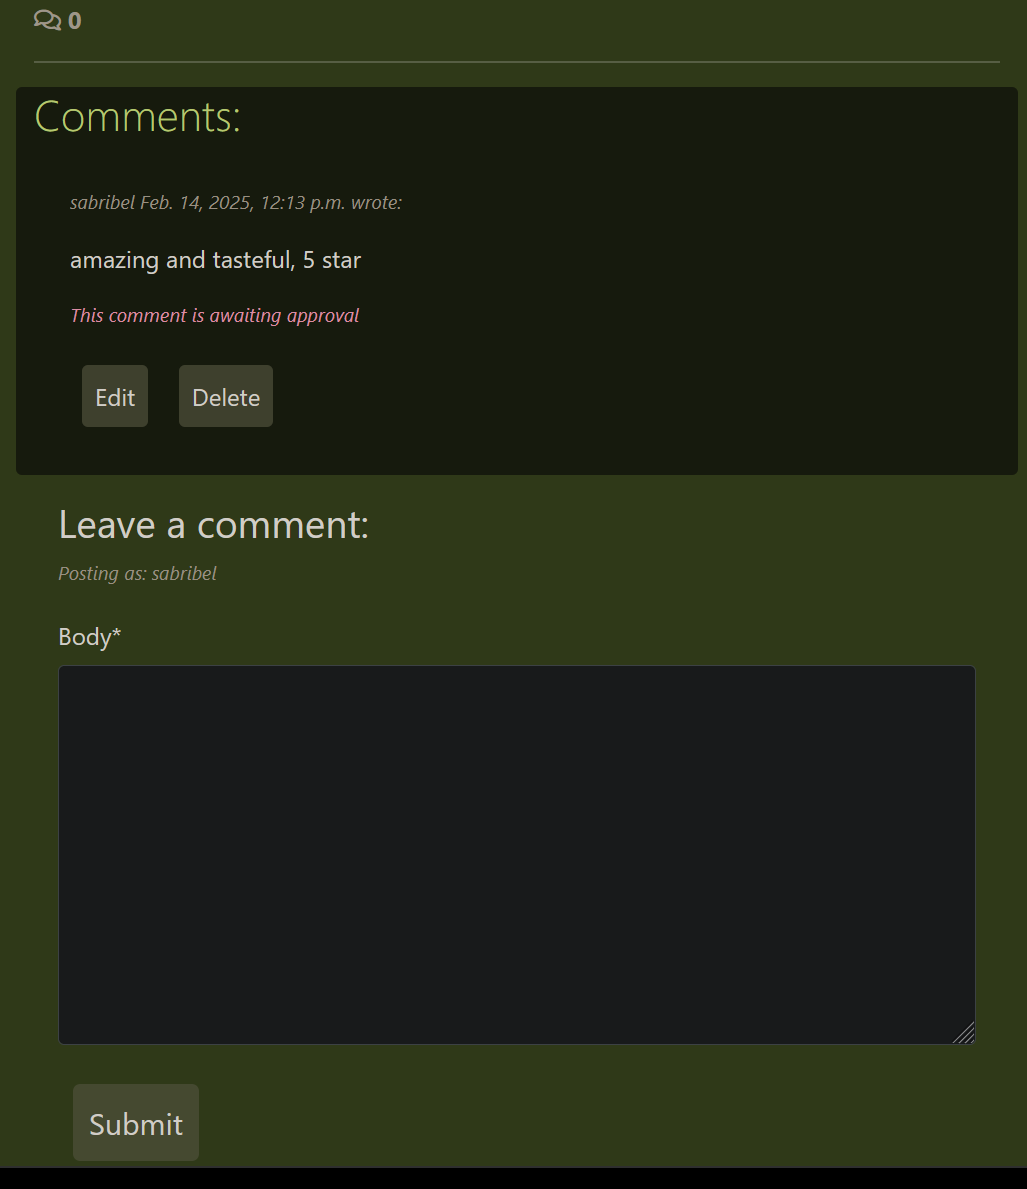 0
Comments:
sabribel Feb. 14, 2025, 12:13 p.m. wrote:
amazing and tasteful, 5 star
This comment is awaiting approval
Edit Delete
Leave a comment:
Posting as: sabribel
Body*
Submit